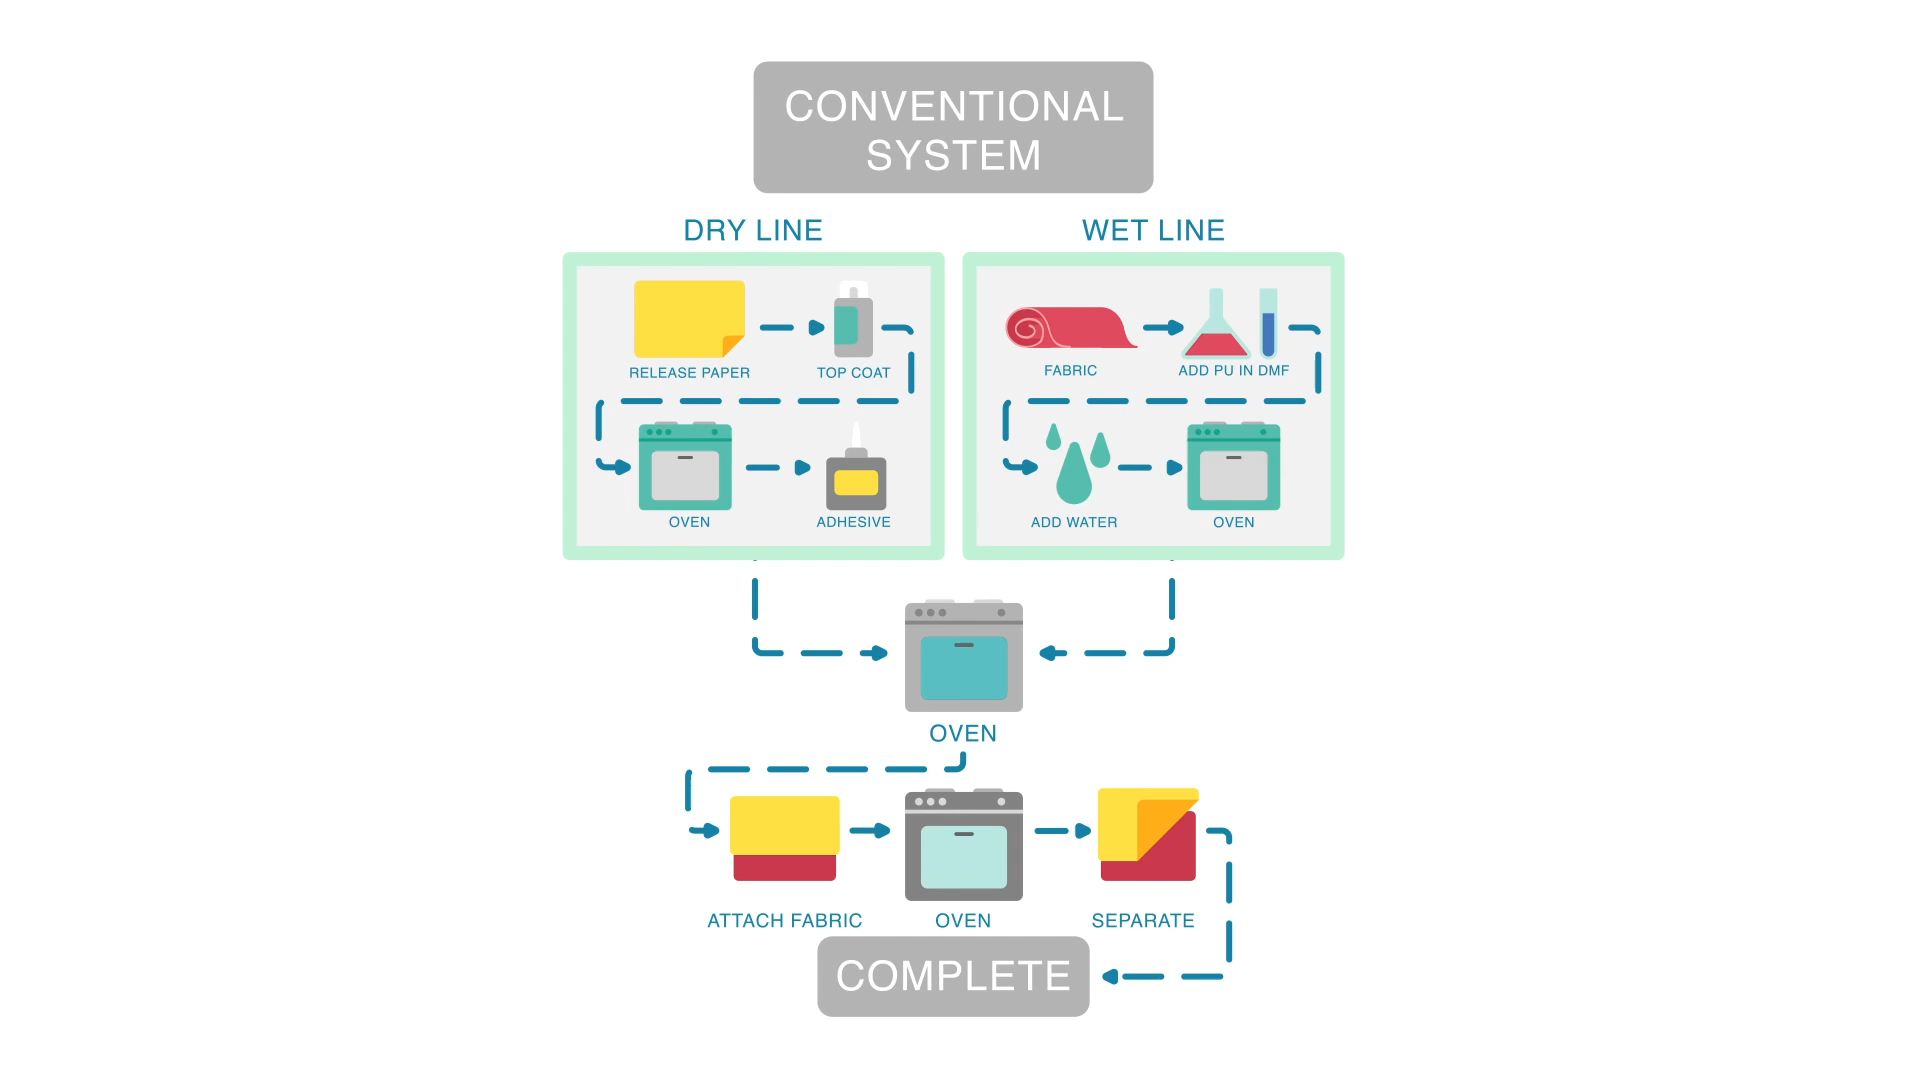 CONVENTIONAL
SYSTEM
DRY LINE
WET LINE
RELEASE PAPER
TOP COAT
FABRIC
ADD PU IN DMF
OVEN
ADHESIVE
ADD WATER
OVEN
OVEN
ATTACH FABRIC
OVEN
SEPARATE
COMPLETE